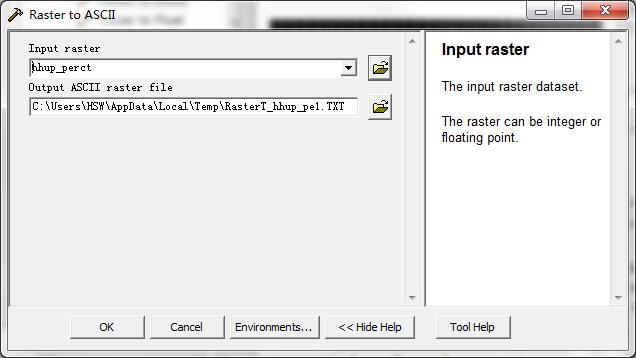 Raster to ASCII
Input raster
hhup_perct
Output ASCII raster file
C:\Users\HSW\AppData\Local\Temp\RasterT_hhup_pe1.TXT
Input raster
The input raster dataset.
The raster can be integer or
floating point.
OK
Cancel
Environments...
<< Hide Help
Tool Help